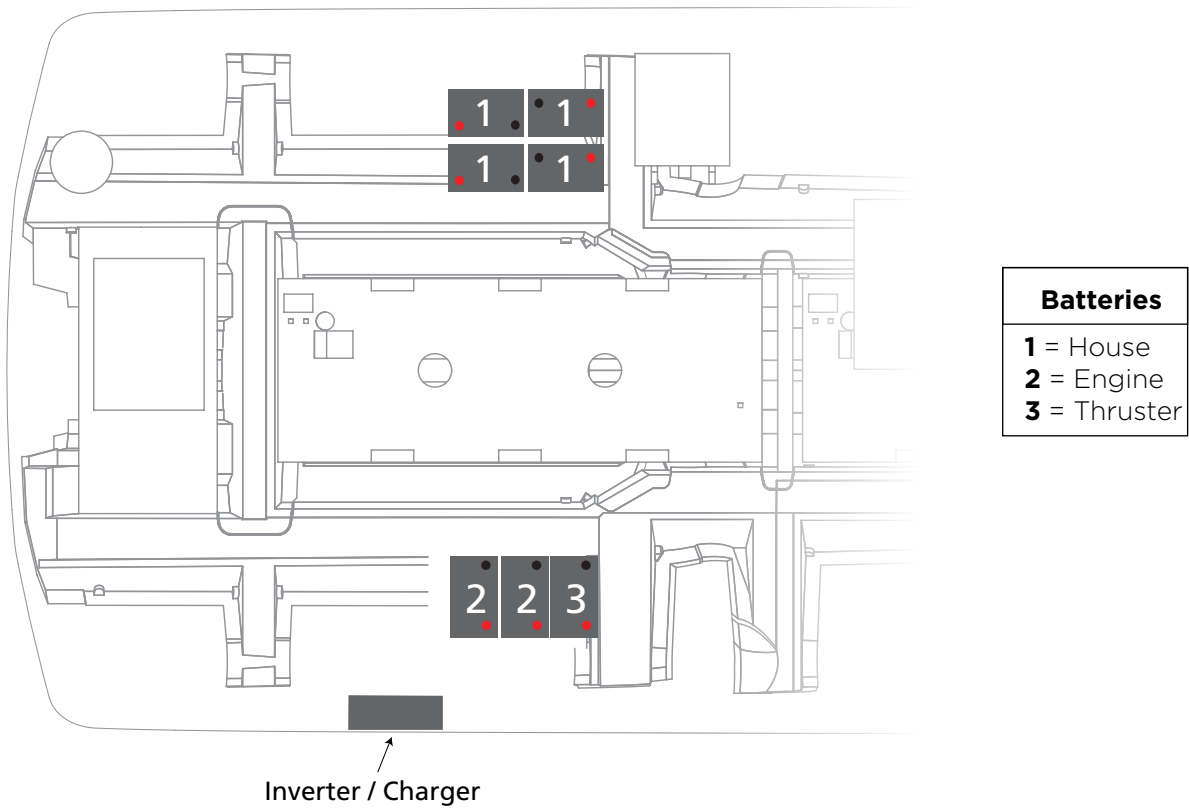 1 1
1 1
Batteries
1 = House
2 = Engine
3 = Thruster
2 2 3
Inverter / Charger